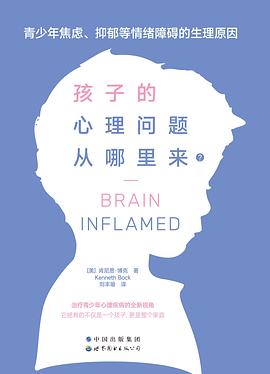 青少年焦虑、抑郁等情绪障碍的生理原因
孩子的
心理问题
从哪里来?
BRAIN
INFLAMED
[美] 肯尼思·博克 著
Kenneth Bock
刘丰瑜 译
治疗青少年心理疾病的全新视角
它拯救的不仅是一个孩子,更是整个家庭
中国出版集团
世界图书出版公司